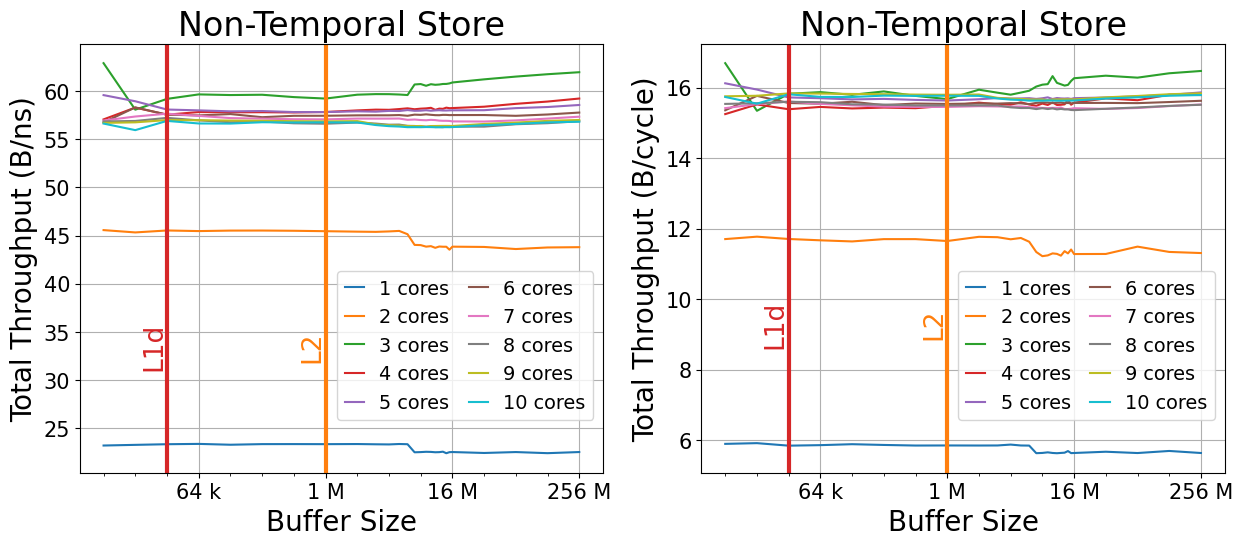 Non-Temporal Store
Total Throughput (B/ns)
60
55
50
45
40
35
30
25
L1d
L2
1 cores
2 cores
3 cores
4 cores
5 cores
6 cores
7 cores
8 cores
9 cores
10 cores
64 k
1 M
16 M
256 M
Buffer Size
Non-Temporal Store
Total Throughput (B/cycle)
16
14
12
10
8
6
L1d
L2
1 cores
2 cores
3 cores
4 cores
5 cores
6 cores
7 cores
8 cores
9 cores
10 cores
64 k
1 M
16 M
256 M
Buffer Size